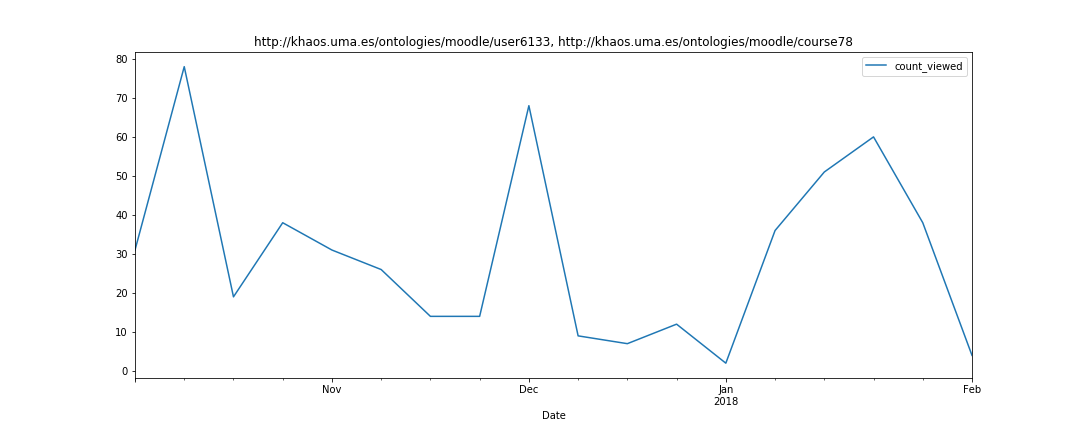 http://khaos.uma.es/ontologies/moodle/user6133, http://khaos.uma.es/ontologies/moodle/course78
count_viewed
80
70
60
50
40
30
20
10
0
Nov
Dec
Jan
2018
Feb
Date